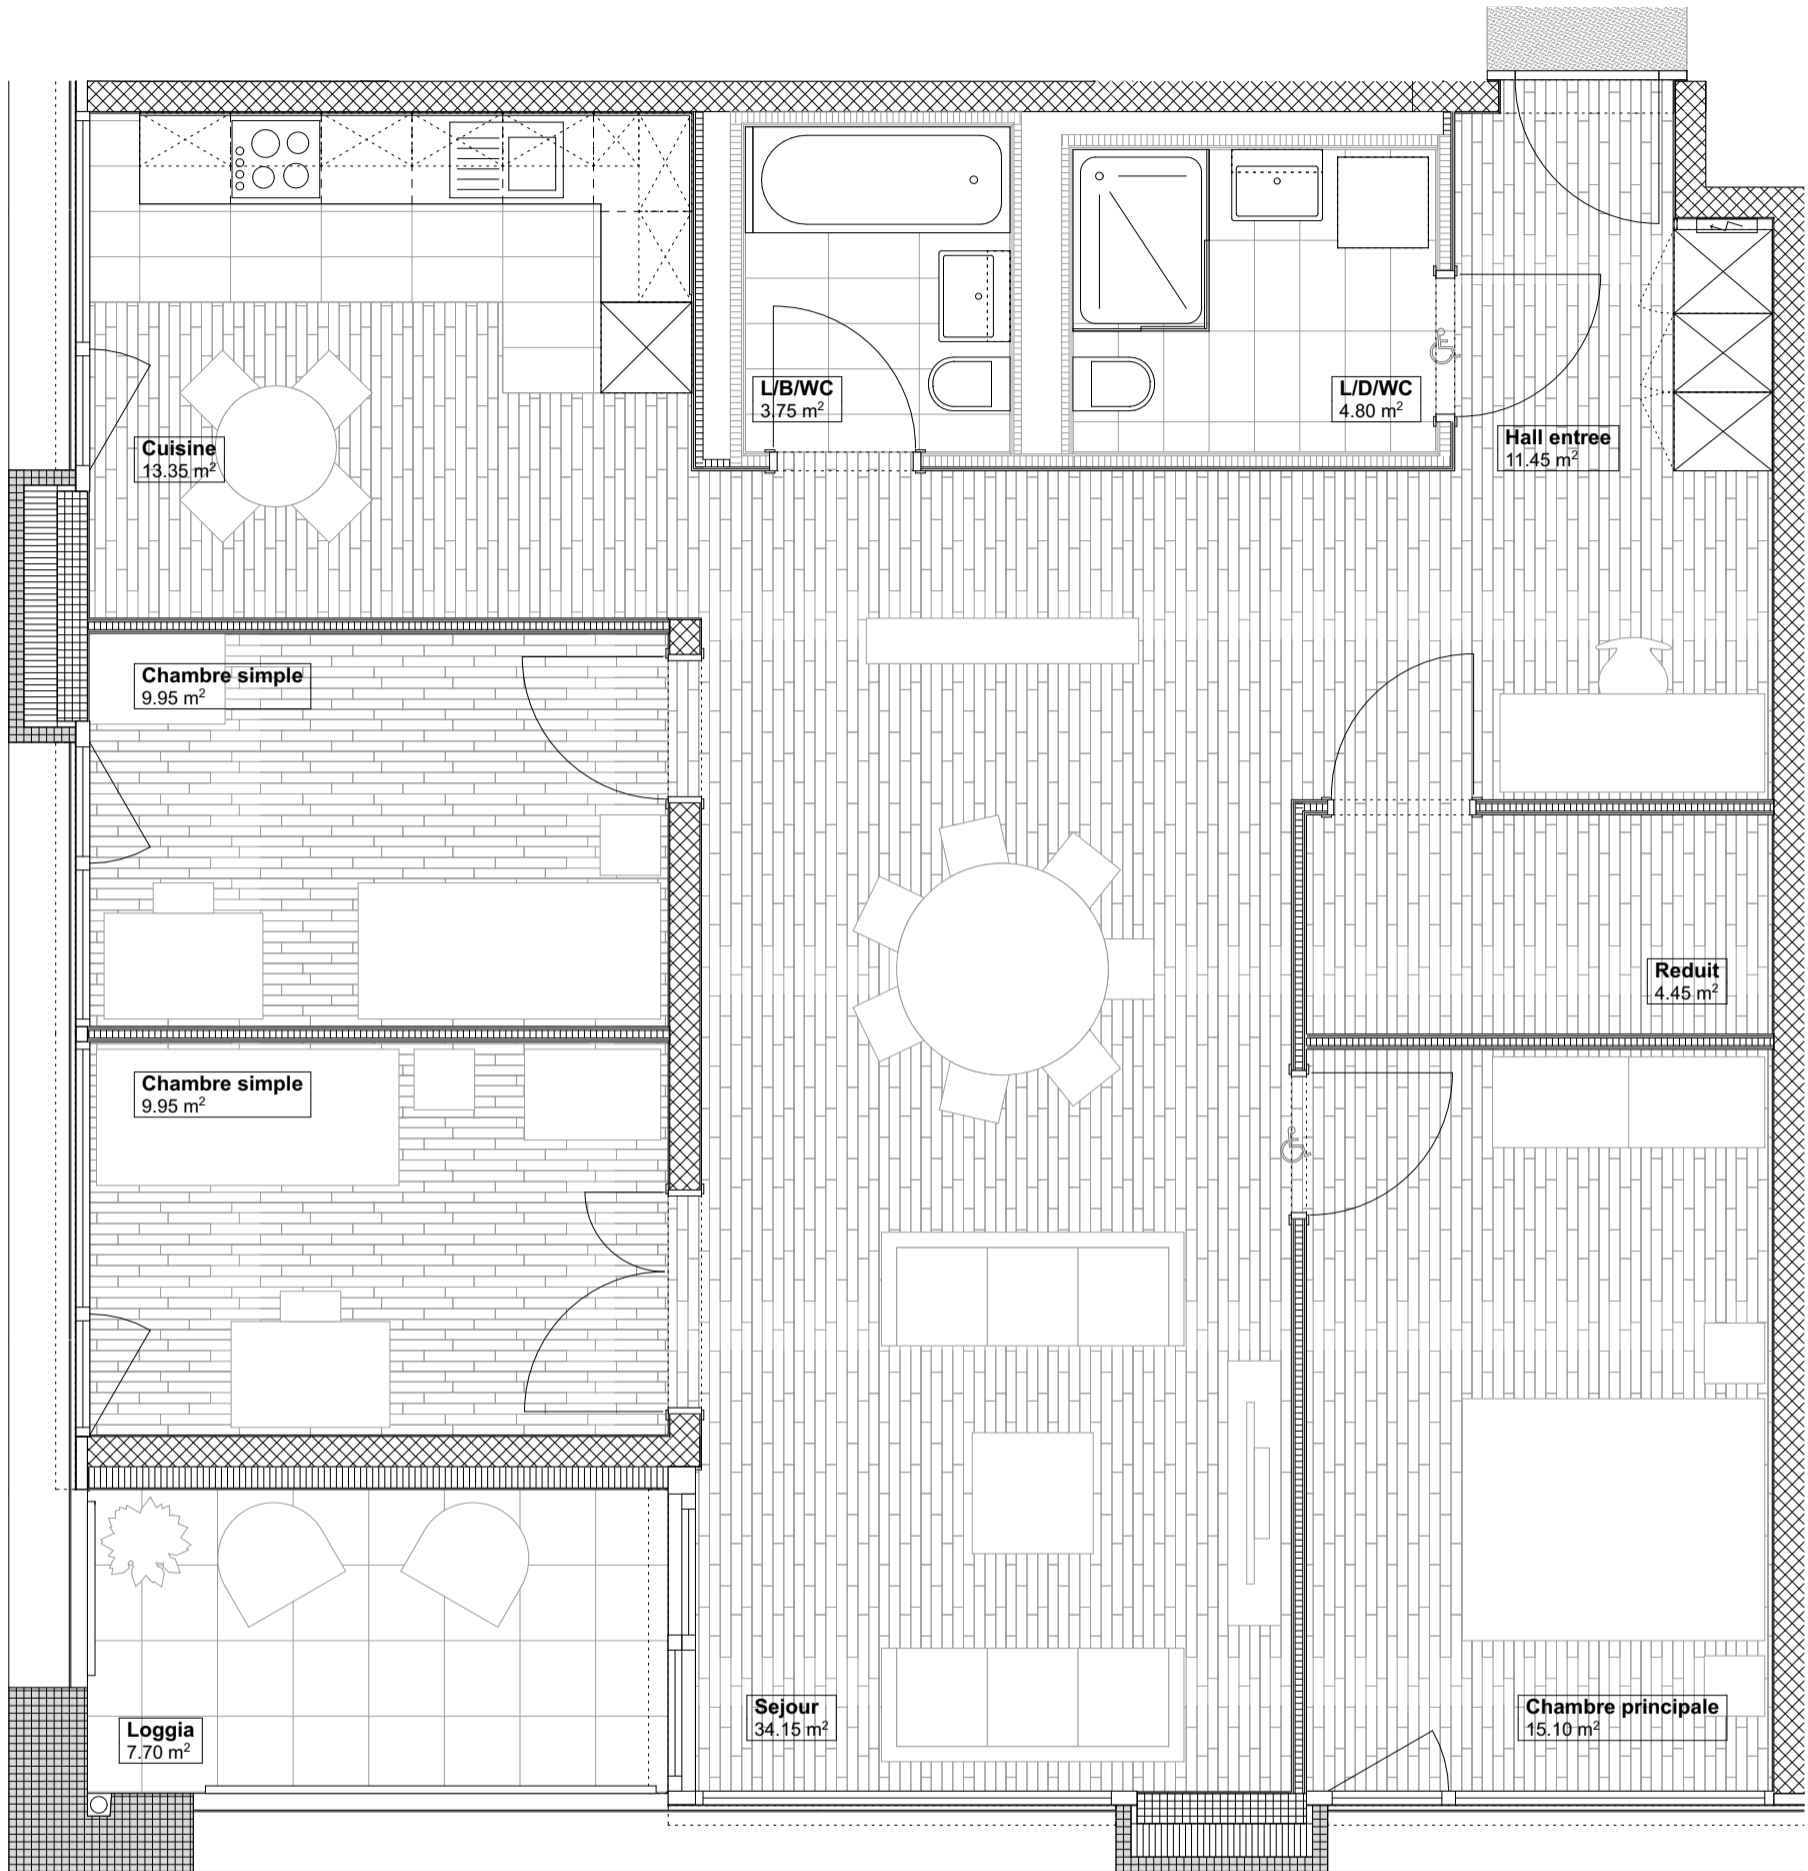 L/B/WC
3.75 m²
L/D/WC
4.80 m²
Hall entree
11.45 m²
Cuisine
13.35 m²
Chambre simple
9.95 m²
Reduit
4.45 m²
Chambre simple
9.95 m²
Sejour
34.15 m²
Chambre principale
15.10 m²
Loggia
7.70 m²